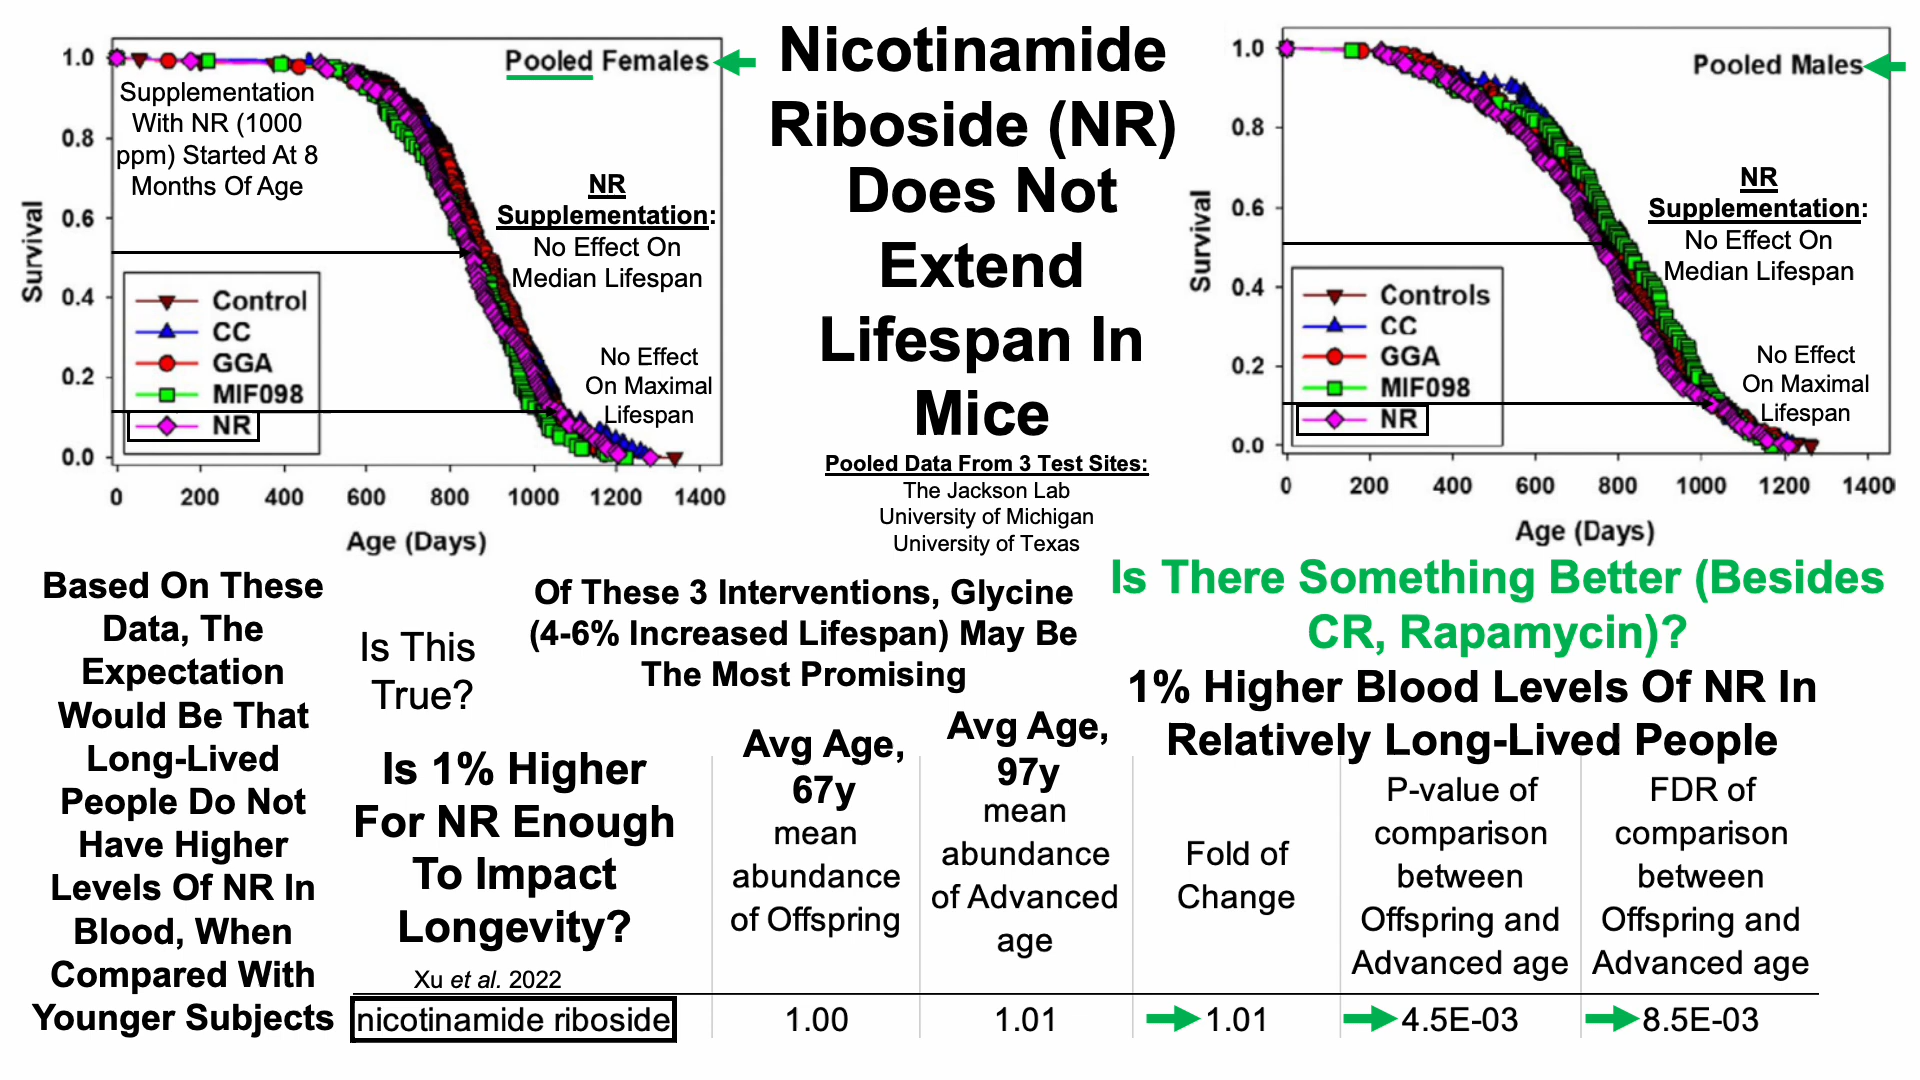 Pooled Females
Supplementation
With NR (1000
ppm) Started At 8
Months Of Age
NR
Supplementation:
No Effect On
Median Lifespan
No Effect
On Maximal
Lifespan
Survival
1.0
0.8
0.6
0.4
0.2
0.0
Control
CC
GGA
MIF098
NR
0 200 400 600 800 1000 1200 1400
Age (Days)
Nicotinamide
Riboside (NR)
Does Not
Extend
Lifespan In
Mice
Pooled Data From 3 Test Sites:
The Jackson Lab
University of Michigan
University of Texas
Pooled Males
NR
Supplementation:
No Effect On
Median Lifespan
No Effect
On Maximal
Lifespan
Survival
1.0
0.8
0.6
0.4
0.2
0.0
Controls
CC
GGA
MIF098
NR
0 200 400 600 800 1000 1200 1400
Age (Days)
Based On These
Data, The
Expectation
Would Be That
Long-Lived
People Do Not
Have Higher
Levels Of NR In
Blood, When
Compared With
Younger Subjects
Is This
True?
Of These 3 Interventions, Glycine
(4-6% Increased Lifespan) May Be
The Most Promising
Is There Something Better (Besides
CR, Rapamycin)?
1% Higher Blood Levels Of NR In
Relatively Long-Lived People
Is 1% Higher
For NR Enough
To Impact
Longevity?
Xu et al. 2022
Avg Age,
67y
mean
abundance
of Offspring
Avg Age,
97y
mean
abundance
of Advanced
age
Fold of
Change
P-value of
comparison
between
Offspring and
Advanced age
FDR of
comparison
between
Offspring and
Advanced age
nicotinamide riboside 1.00 1.01 1.01 4.5E-03 8.5E-03